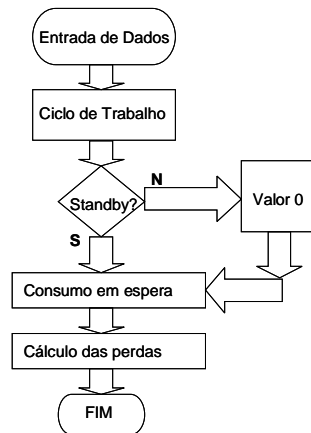 Entrada de Dados
Ciclo de Trabalho
Standby?
N
Valor 0
S
Consumo em espera
Cálculo das perdas
FIM